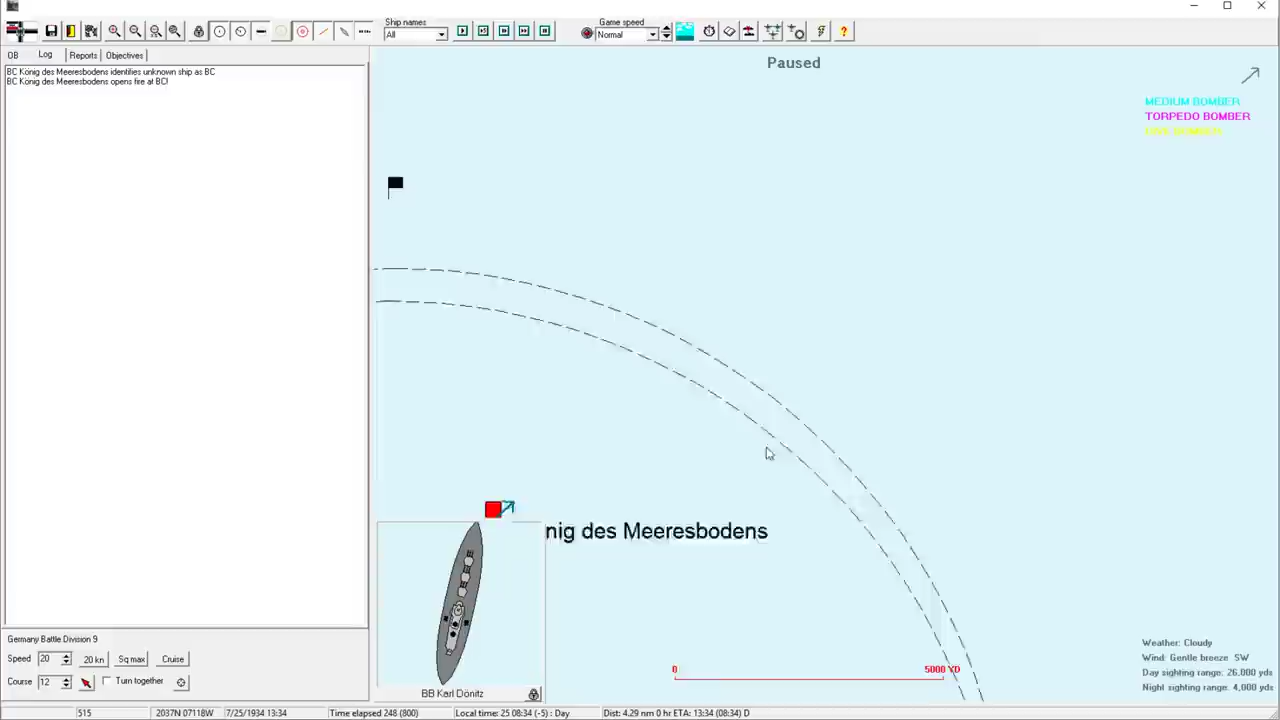 Ship names
All
Game speed
Normal
OB
Log
Reports
Objectives
BC König des Meeresbodens identifies unknown ship as BC
BC König des Meeresbodens opens fire at BC!
Paused
MEDIUM BOMBER
TORPEDO BOMBER
DIVE BOMBER
nig des Meeresbodens
0
5000 YD
BB Karl Dönitz
Germany Battle Division 9
Speed
20
20 kn
Sq max
Cruise
Course
12
Turn together
Weather: Cloudy
Wind: Gentle breeze SW
Day sighting range: 26,000 yds
Night sighting range: 4,000 yds
515
2037N 07118W
7/25/1934 13:34
Time elapsed 248 (800)
Local time: 25 08:34 (-5) : Day
Dist: 4.29 nm 0 hr ETA: 13:34 (08:34) D